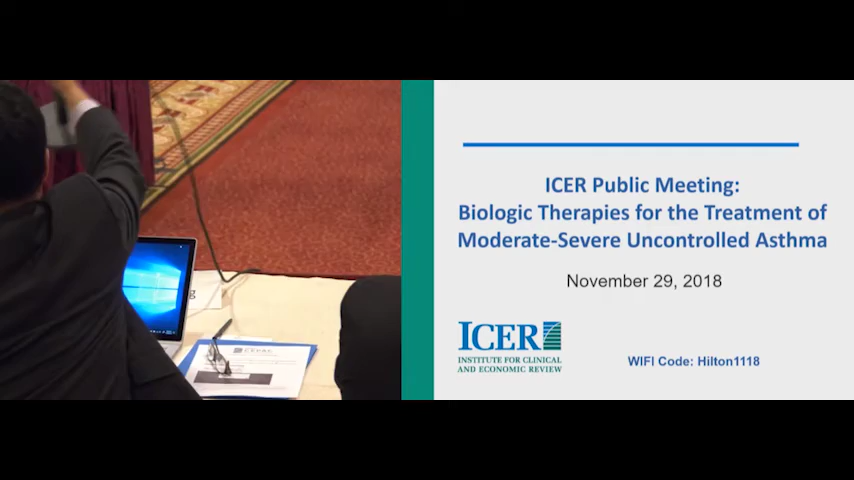 ICER Public Meeting:
Biologic Therapies for the Treatment of
Moderate-Severe Uncontrolled Asthma
November 29, 2018
ICER
INSTITUTE FOR CLINICAL
AND ECONOMIC REVIEW
WIFI Code: Hilton1118